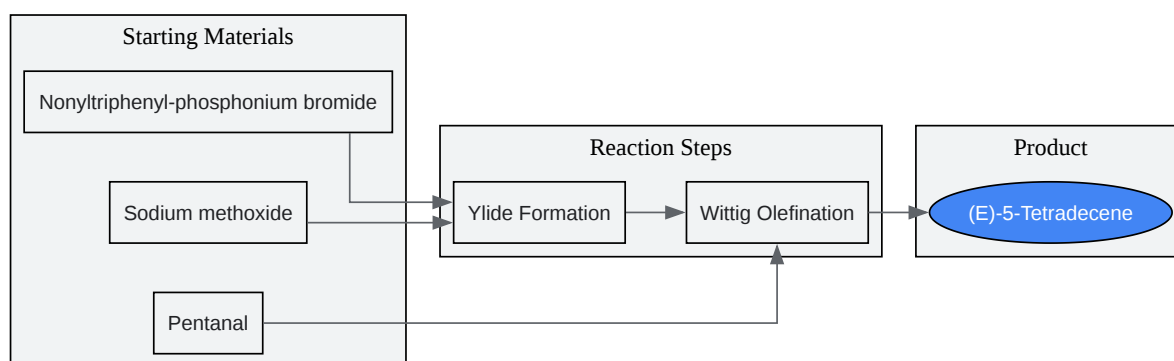 Starting Materials
Nonyltriphenyl-phosphonium bromide
Sodium methoxide
Pentanal
Reaction Steps
Ylide Formation
Wittig Olefination
Product
(E)-5-Tetradecene